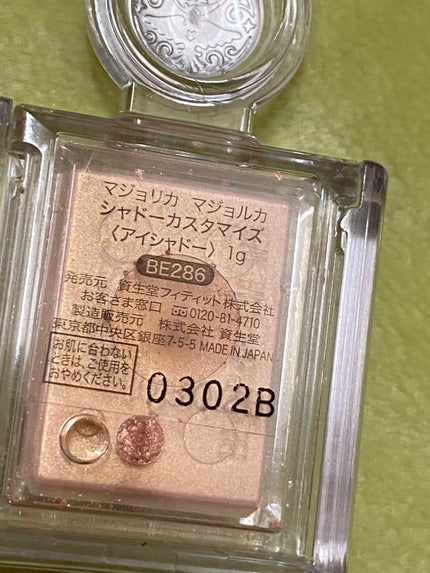 マジョリカ マジョルカ
シャドーカスタマイズ
〈アイシャドー〉 1g
BE286
発売元 資生堂フィティット株式会社
お客さま窓口 0120-81-4710
製造販売元 株式会社 資生堂
東京都中央区銀座7-5-5 MADE IN JAPAN
お肌に合わない
ときは、ご使用を
おやめください。
0302B